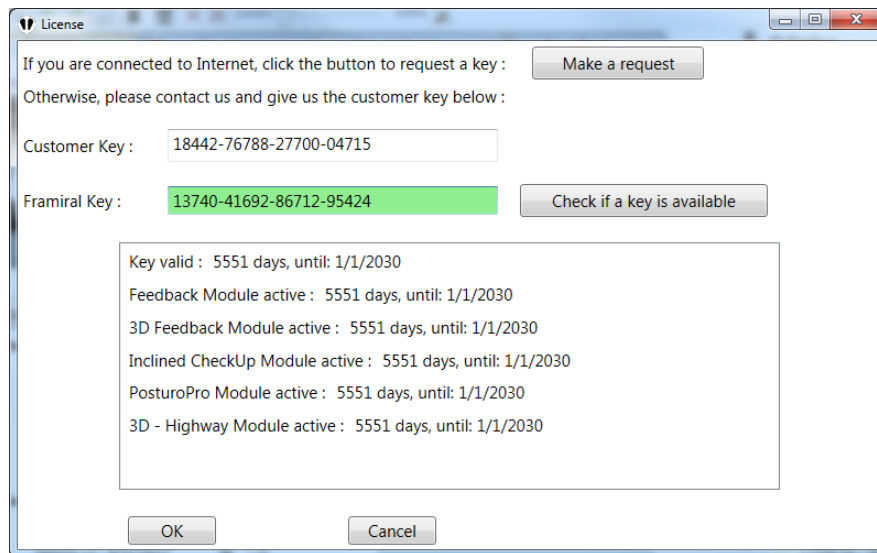 License
If you are connected to Internet, click the button to request a key : Make a request
Otherwise, please contact us and give us the customer key below :
Customer Key : 18442-76788-27700-04715
Framiral Key : 13740-41692-86712-95424 Check if a key is available
Key valid : 5551 days, until: 1/1/2030
Feedback Module active : 5551 days, until: 1/1/2030
3D Feedback Module active : 5551 days, until: 1/1/2030
Inclined CheckUp Module active : 5551 days, until: 1/1/2030
PosturoPro Module active : 5551 days, until: 1/1/2030
3D - Highway Module active : 5551 days, until: 1/1/2030
OK Cancel